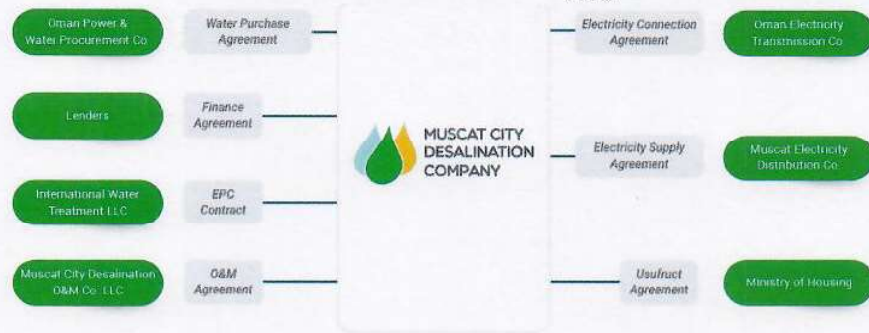 Oman Power &
Water Procurement Co
Water Purchase
Agreement
Electricity Connection
Agreement
Oman Electricity
Transmission Co
Lenders
Finance
Agreement
MUSCAT CITY
DESALINATION
COMPANY
Electricity Supply
Agreement
Muscat Electricity
Distribution Co
International Water
Treatment LLC
EPC
Contract
Muscat City Desalination
O&M Co. LLC
O&M
Agreement
Usufruct
Agreement
Ministry of Housing